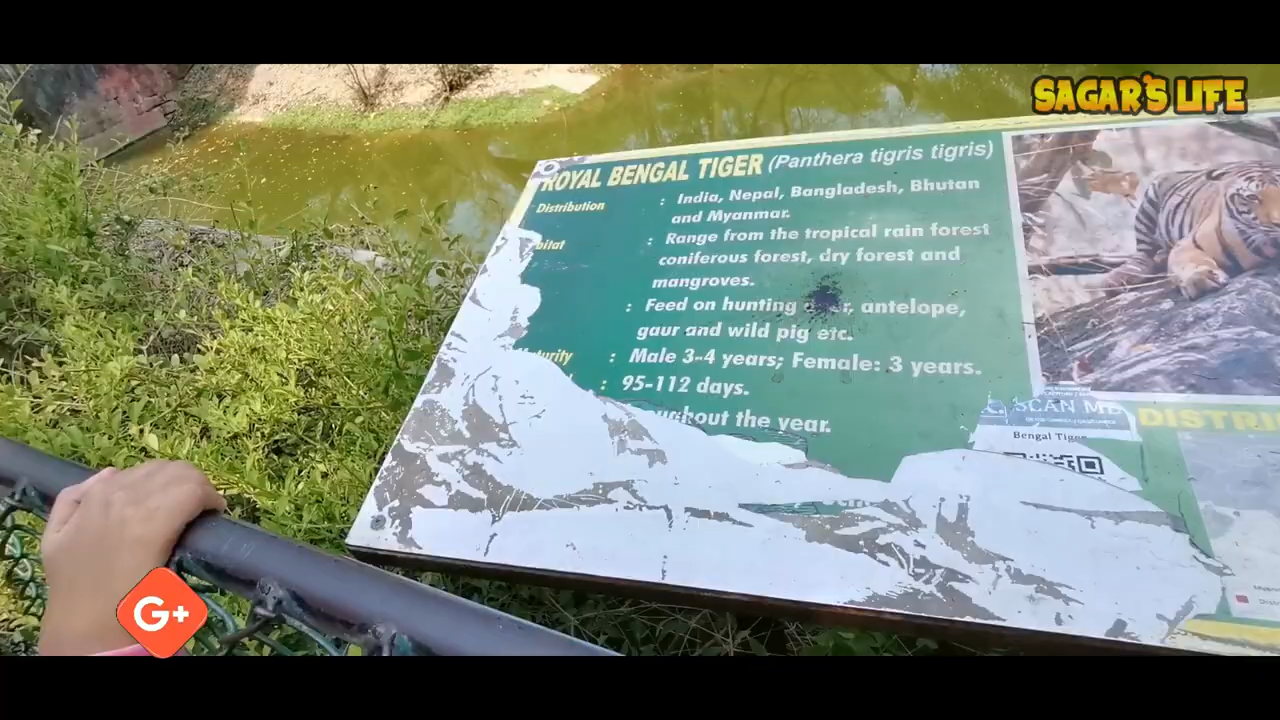 SAGAR'S LIFE
ROYAL BENGAL TIGER (Panthera tigris tigris)
Distribution : India, Nepal, Bangladesh, Bhutan
and Myanmar.
: Range from the tropical rain forest
coniferous forest, dry forest and
mangroves.
: Feed on hunting antelope,
gaur and wild pig etc.
: Male 3-4 years; Female: 3 years.
: 95-112 days.
the year.
SCAN ME
Bengal Tiger
DISTRI
G+